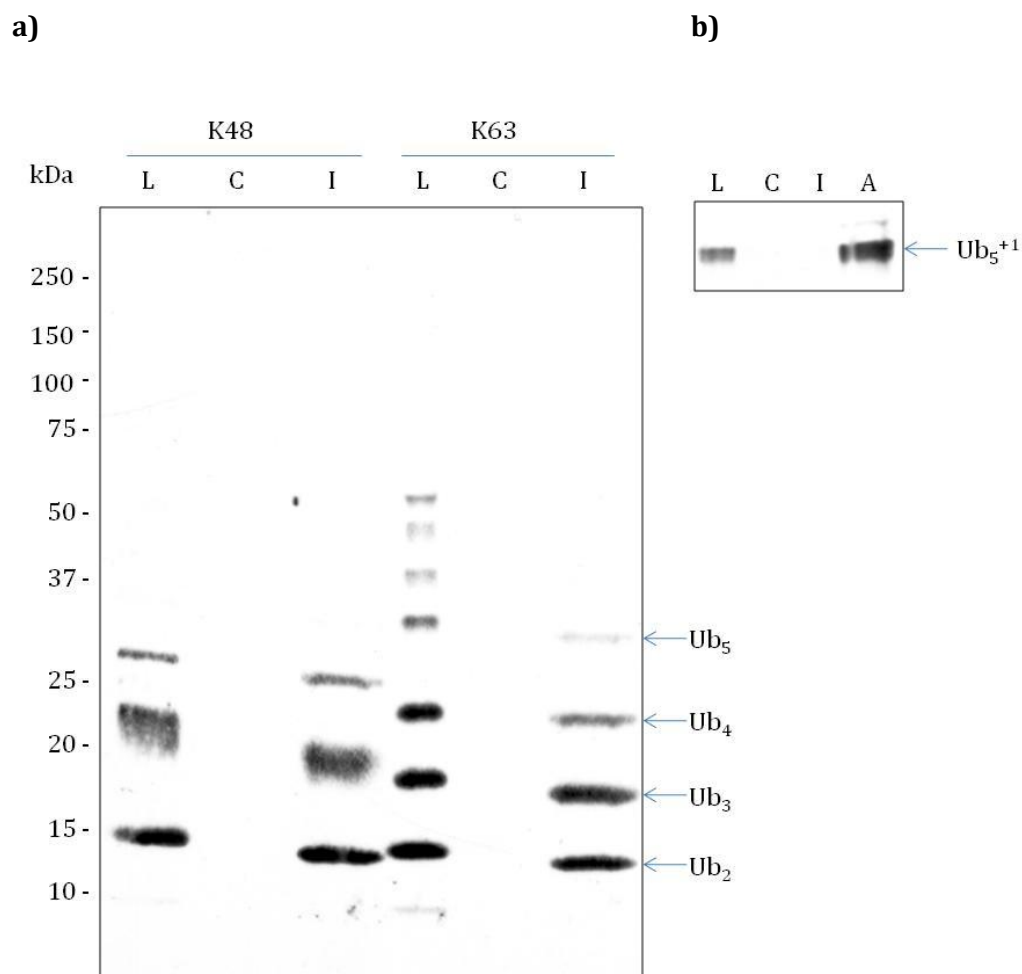 a)
b)
K48 K63
kDa L C I L C I
L C I A
Ub₅⁺¹
250 -
150 -
100 -
75 -
50 -
37 -
Ub₅
25 -
Ub₄
20 -
Ub₃
15 -
Ub₂
10 -